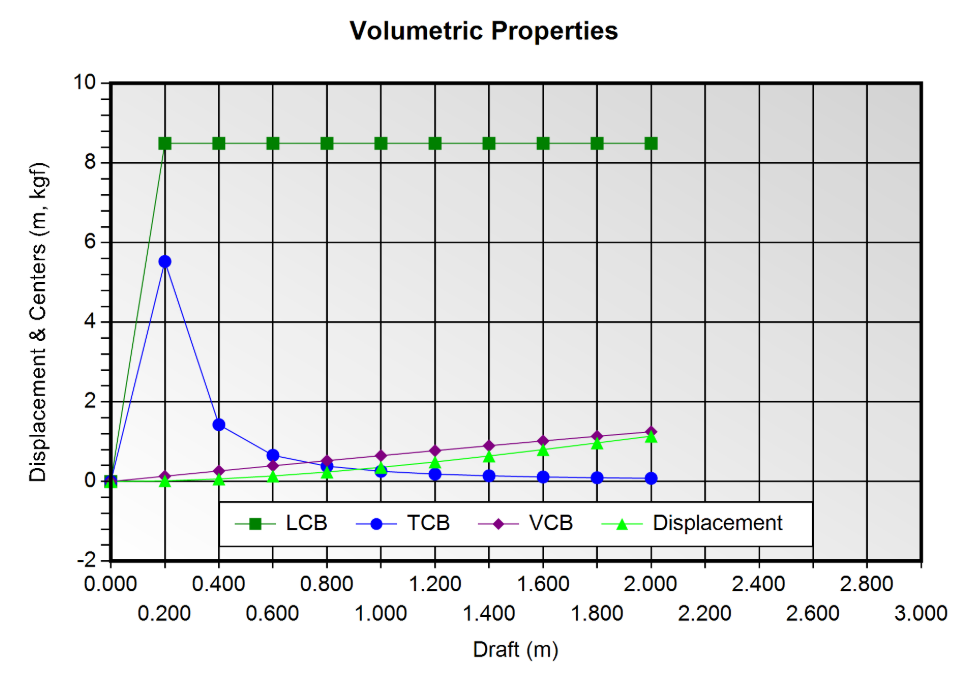 Volumetric Properties
10
8
6
4
2
0
-2
Displacement & Centers (m, kgf)
LCB TCB VCB Displacement
0.000 0.400 0.800 1.200 1.600 2.000 2.400 2.800
0.200 0.600 1.000 1.400 1.800 2.200 2.600 3.000
Draft (m)